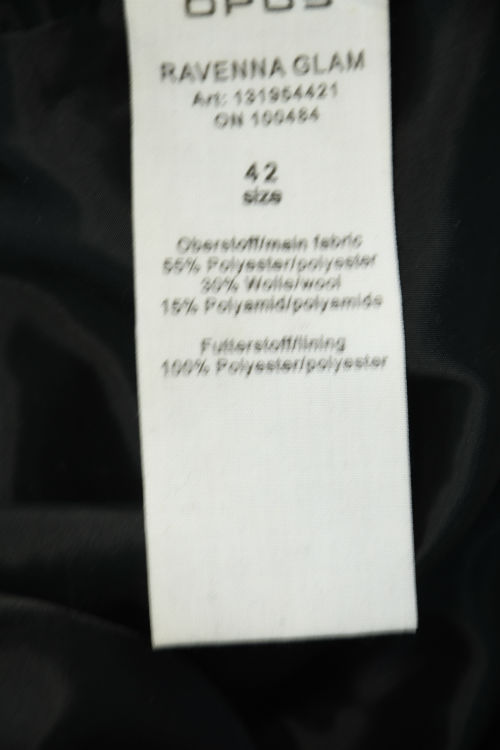 OPUS
RAVENNA GLAM
Art: 131954421
ON 100484
42
size
Oberstoff/main fabric
55% Polyester/polyester
30% Wolle/wool
15% Polyamid/polyamide
Futterstoff/lining
100% Polyester/polyester